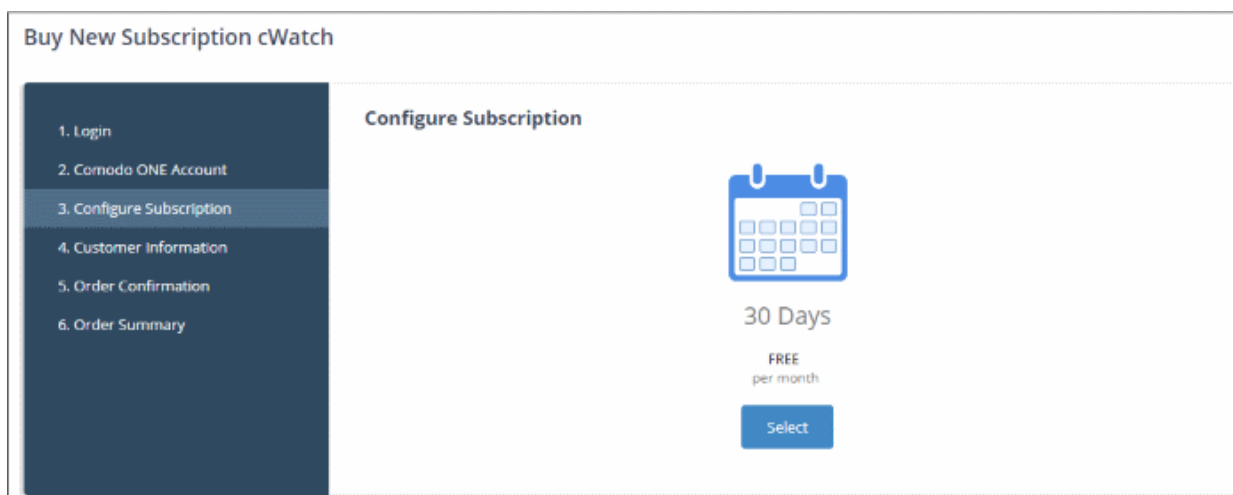 Buy New Subscription cWatch
1. Login
2. Comodo ONE Account
3. Configure Subscription
4. Customer Information
5. Order Confirmation
6. Order Summary
Configure Subscription
30 Days
FREE
per month
Select